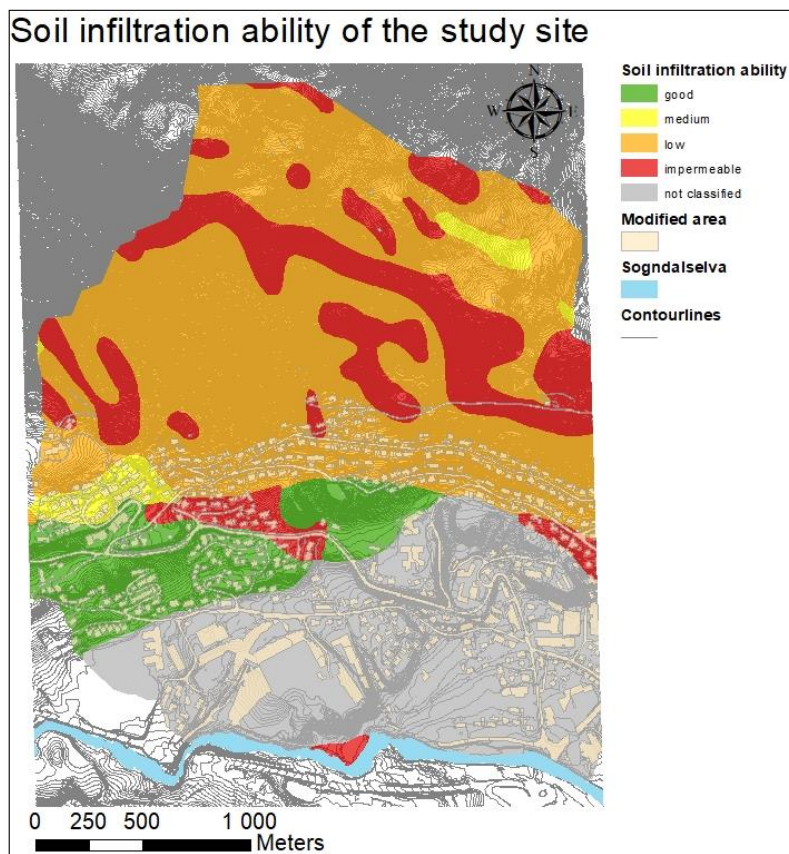 Soil infiltration ability of the study site
N
W E
S
Soil infiltration ability
good
medium
low
impermeable
not classified
Modified area
Sogndalselva
Contourlines
0 250 500 1 000
Meters